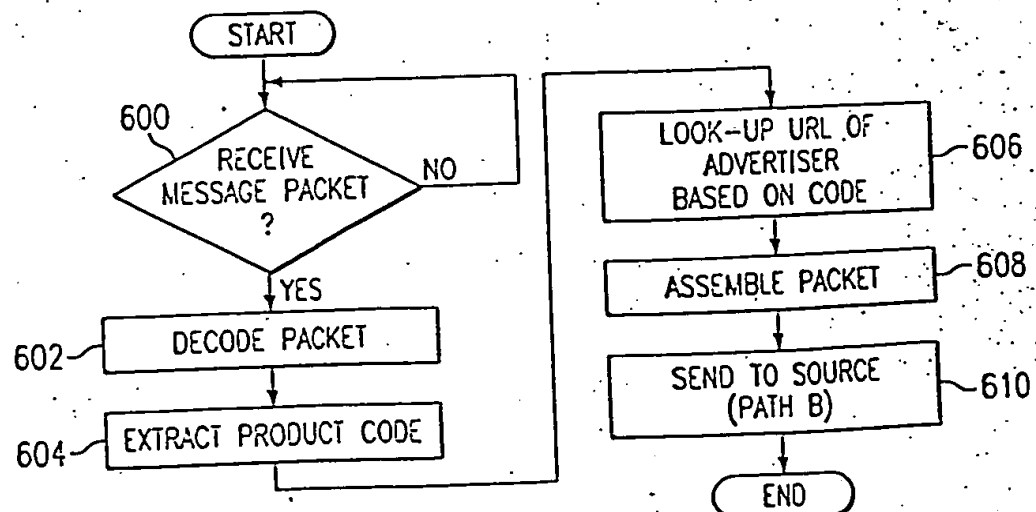 START
600
RECEIVE
MESSAGE PACKET
?
NO
YES
602
DECODE PACKET
604
EXTRACT PRODUCT CODE
LOOK-UP URL OF
ADVERTISER
BASED ON CODE
606
ASSEMBLE PACKET
608
SEND TO SOURCE
(PATH B)
610
END